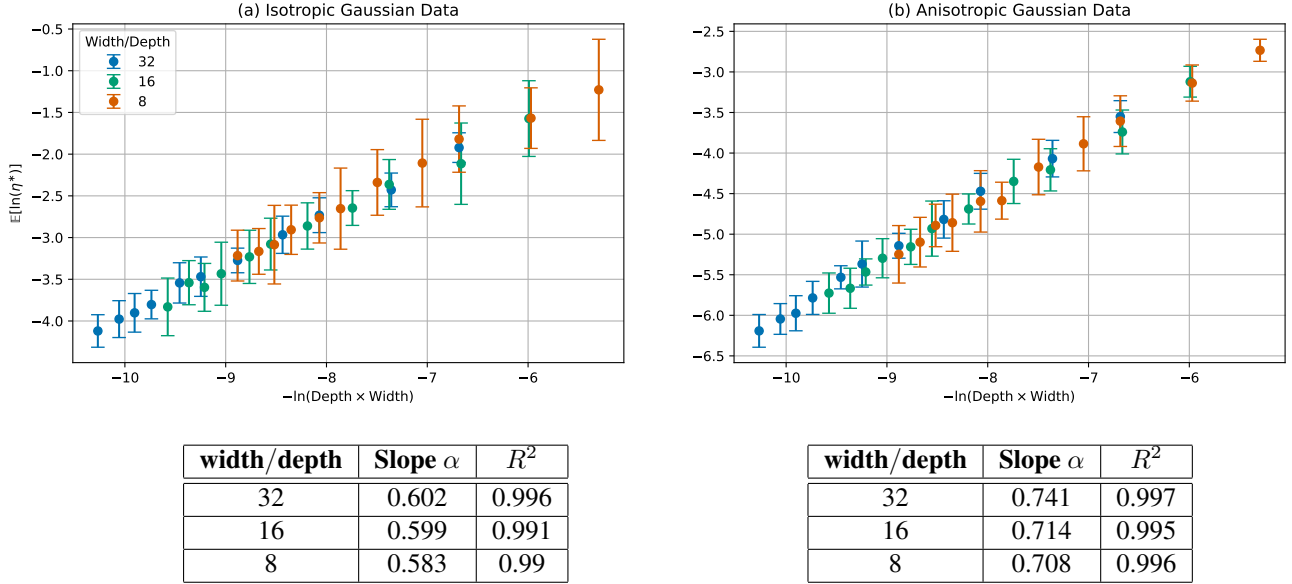 (a) Isotropic Gaussian Data
Width/Depth
32
16
8
𝔼[ln(η*)]
−0.5
−1.0
−1.5
−2.0
−2.5
−3.0
−3.5
−4.0
−10 −9 −8 −7 −6
−ln(Depth × Width)
(b) Anisotropic Gaussian Data
−2.5
−3.0
−3.5
−4.0
−4.5
−5.0
−5.5
−6.0
−6.5
−10 −9 −8 −7 −6
−ln(Depth × Width)
width/depth Slope α R²
32 0.602 0.996
16 0.599 0.991
8 0.583 0.99
width/depth Slope α R²
32 0.741 0.997
16 0.714 0.995
8 0.708 0.996